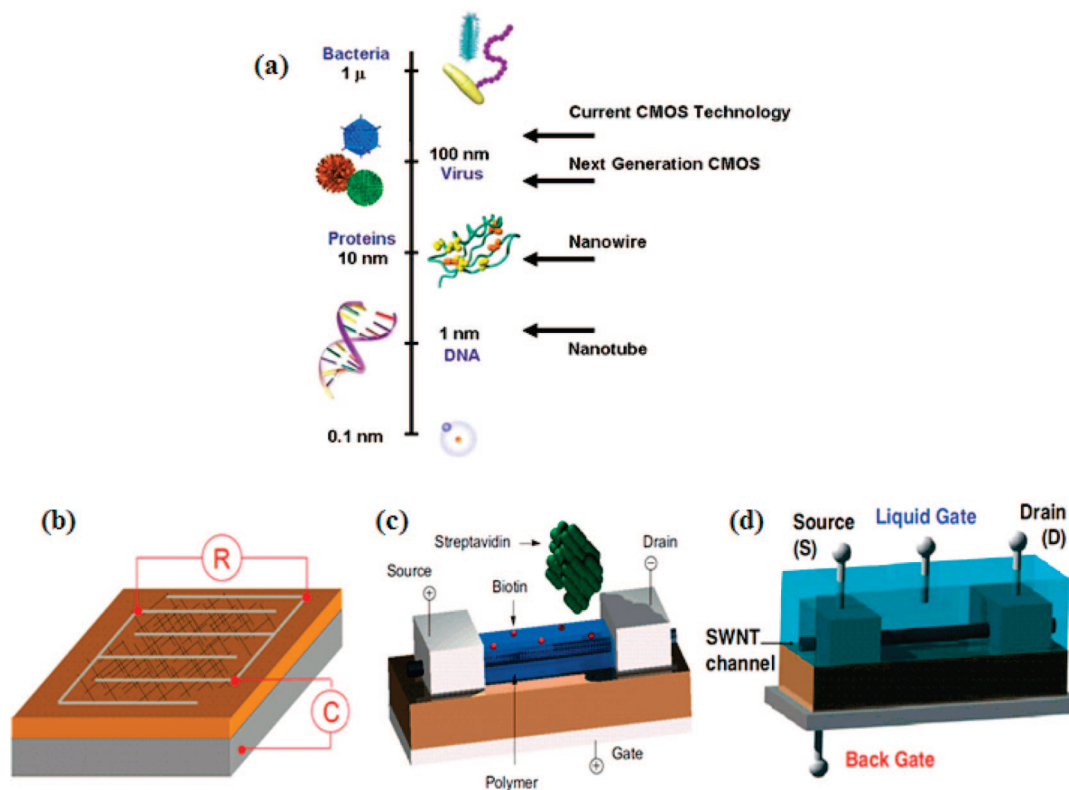 (a)
Bacteria
1 μ
Current CMOS Technology
100 nm
Virus
Next Generation CMOS
Proteins
10 nm
Nanowire
1 nm
DNA
Nanotube
0.1 nm
(b)
R
C
(c)
Streptavidin
Drain
−
Source
+
Biotin
Gate
+
Polymer
(d)
Source
(S)
Liquid Gate
Drain
(D)
SWNT
channel
Back Gate